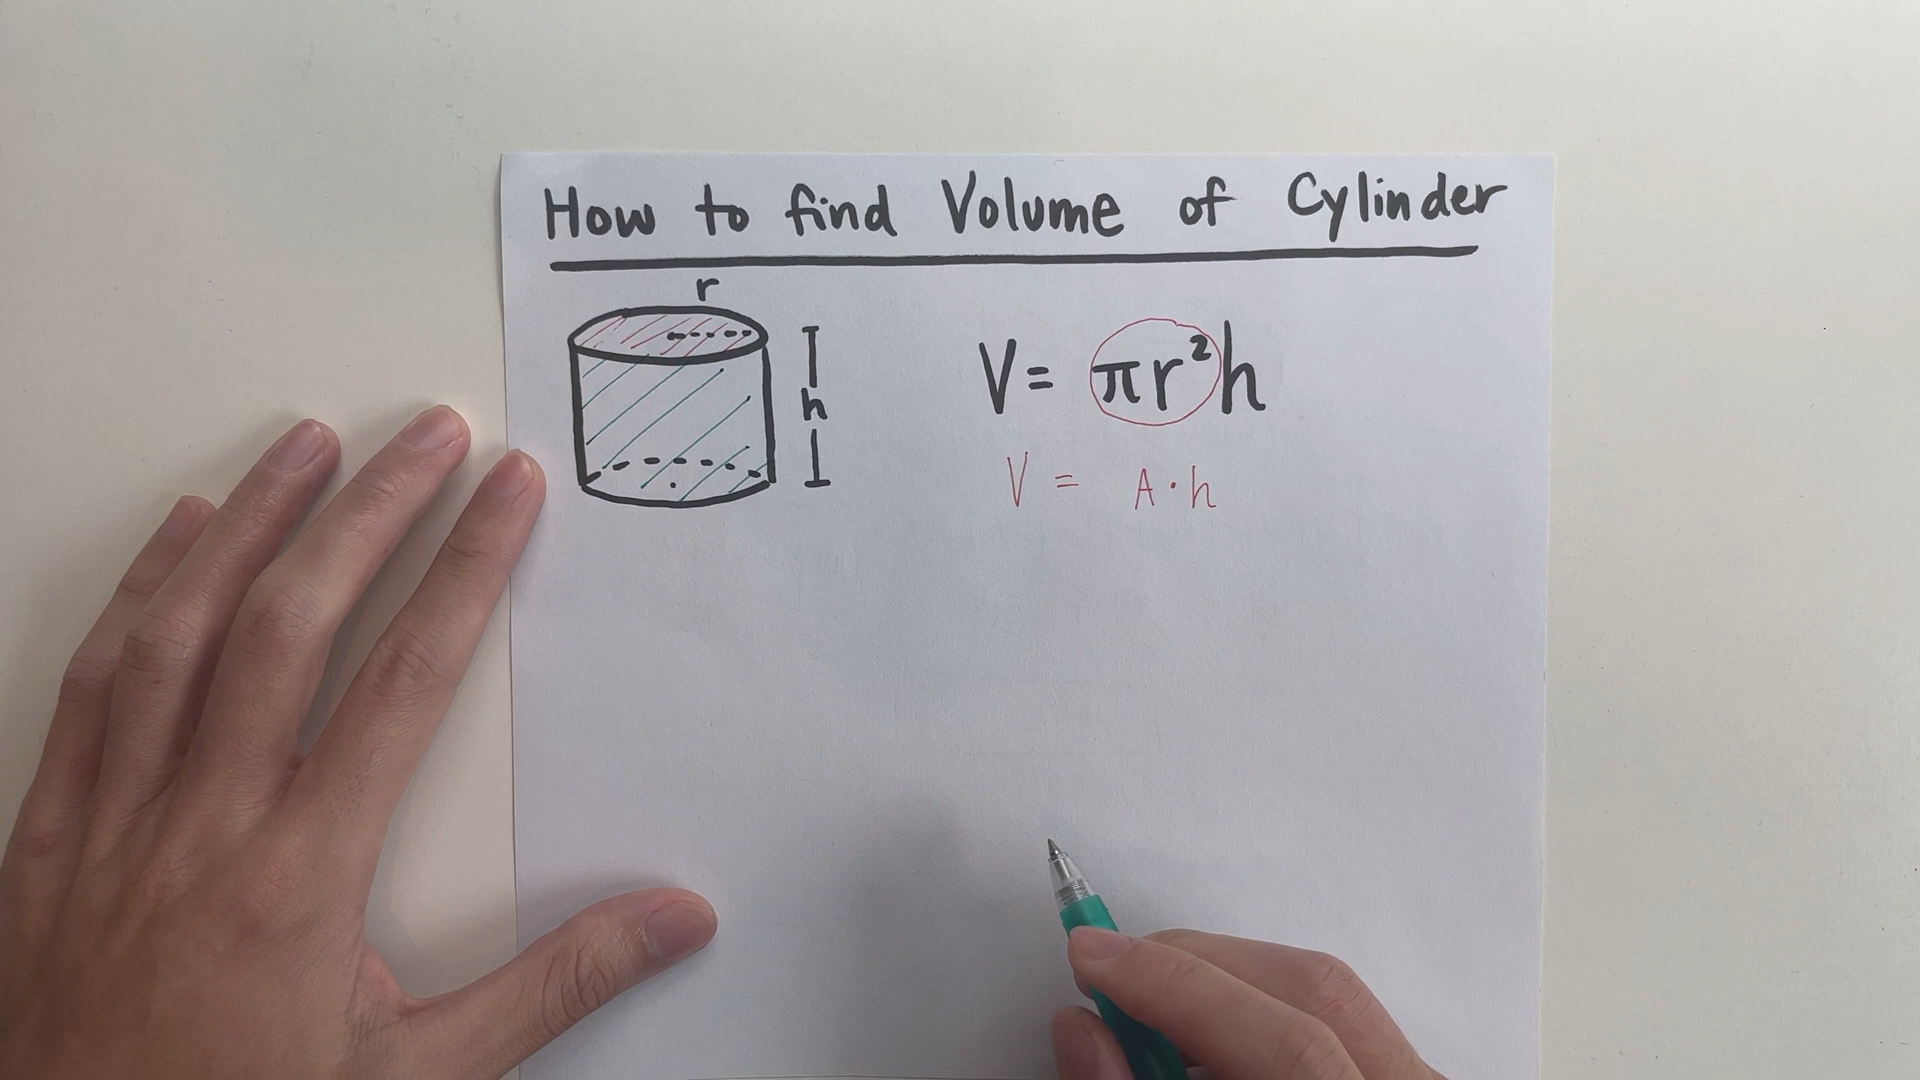 How to find Volume of Cylinder
r
h
V = πr²h
V = A·h